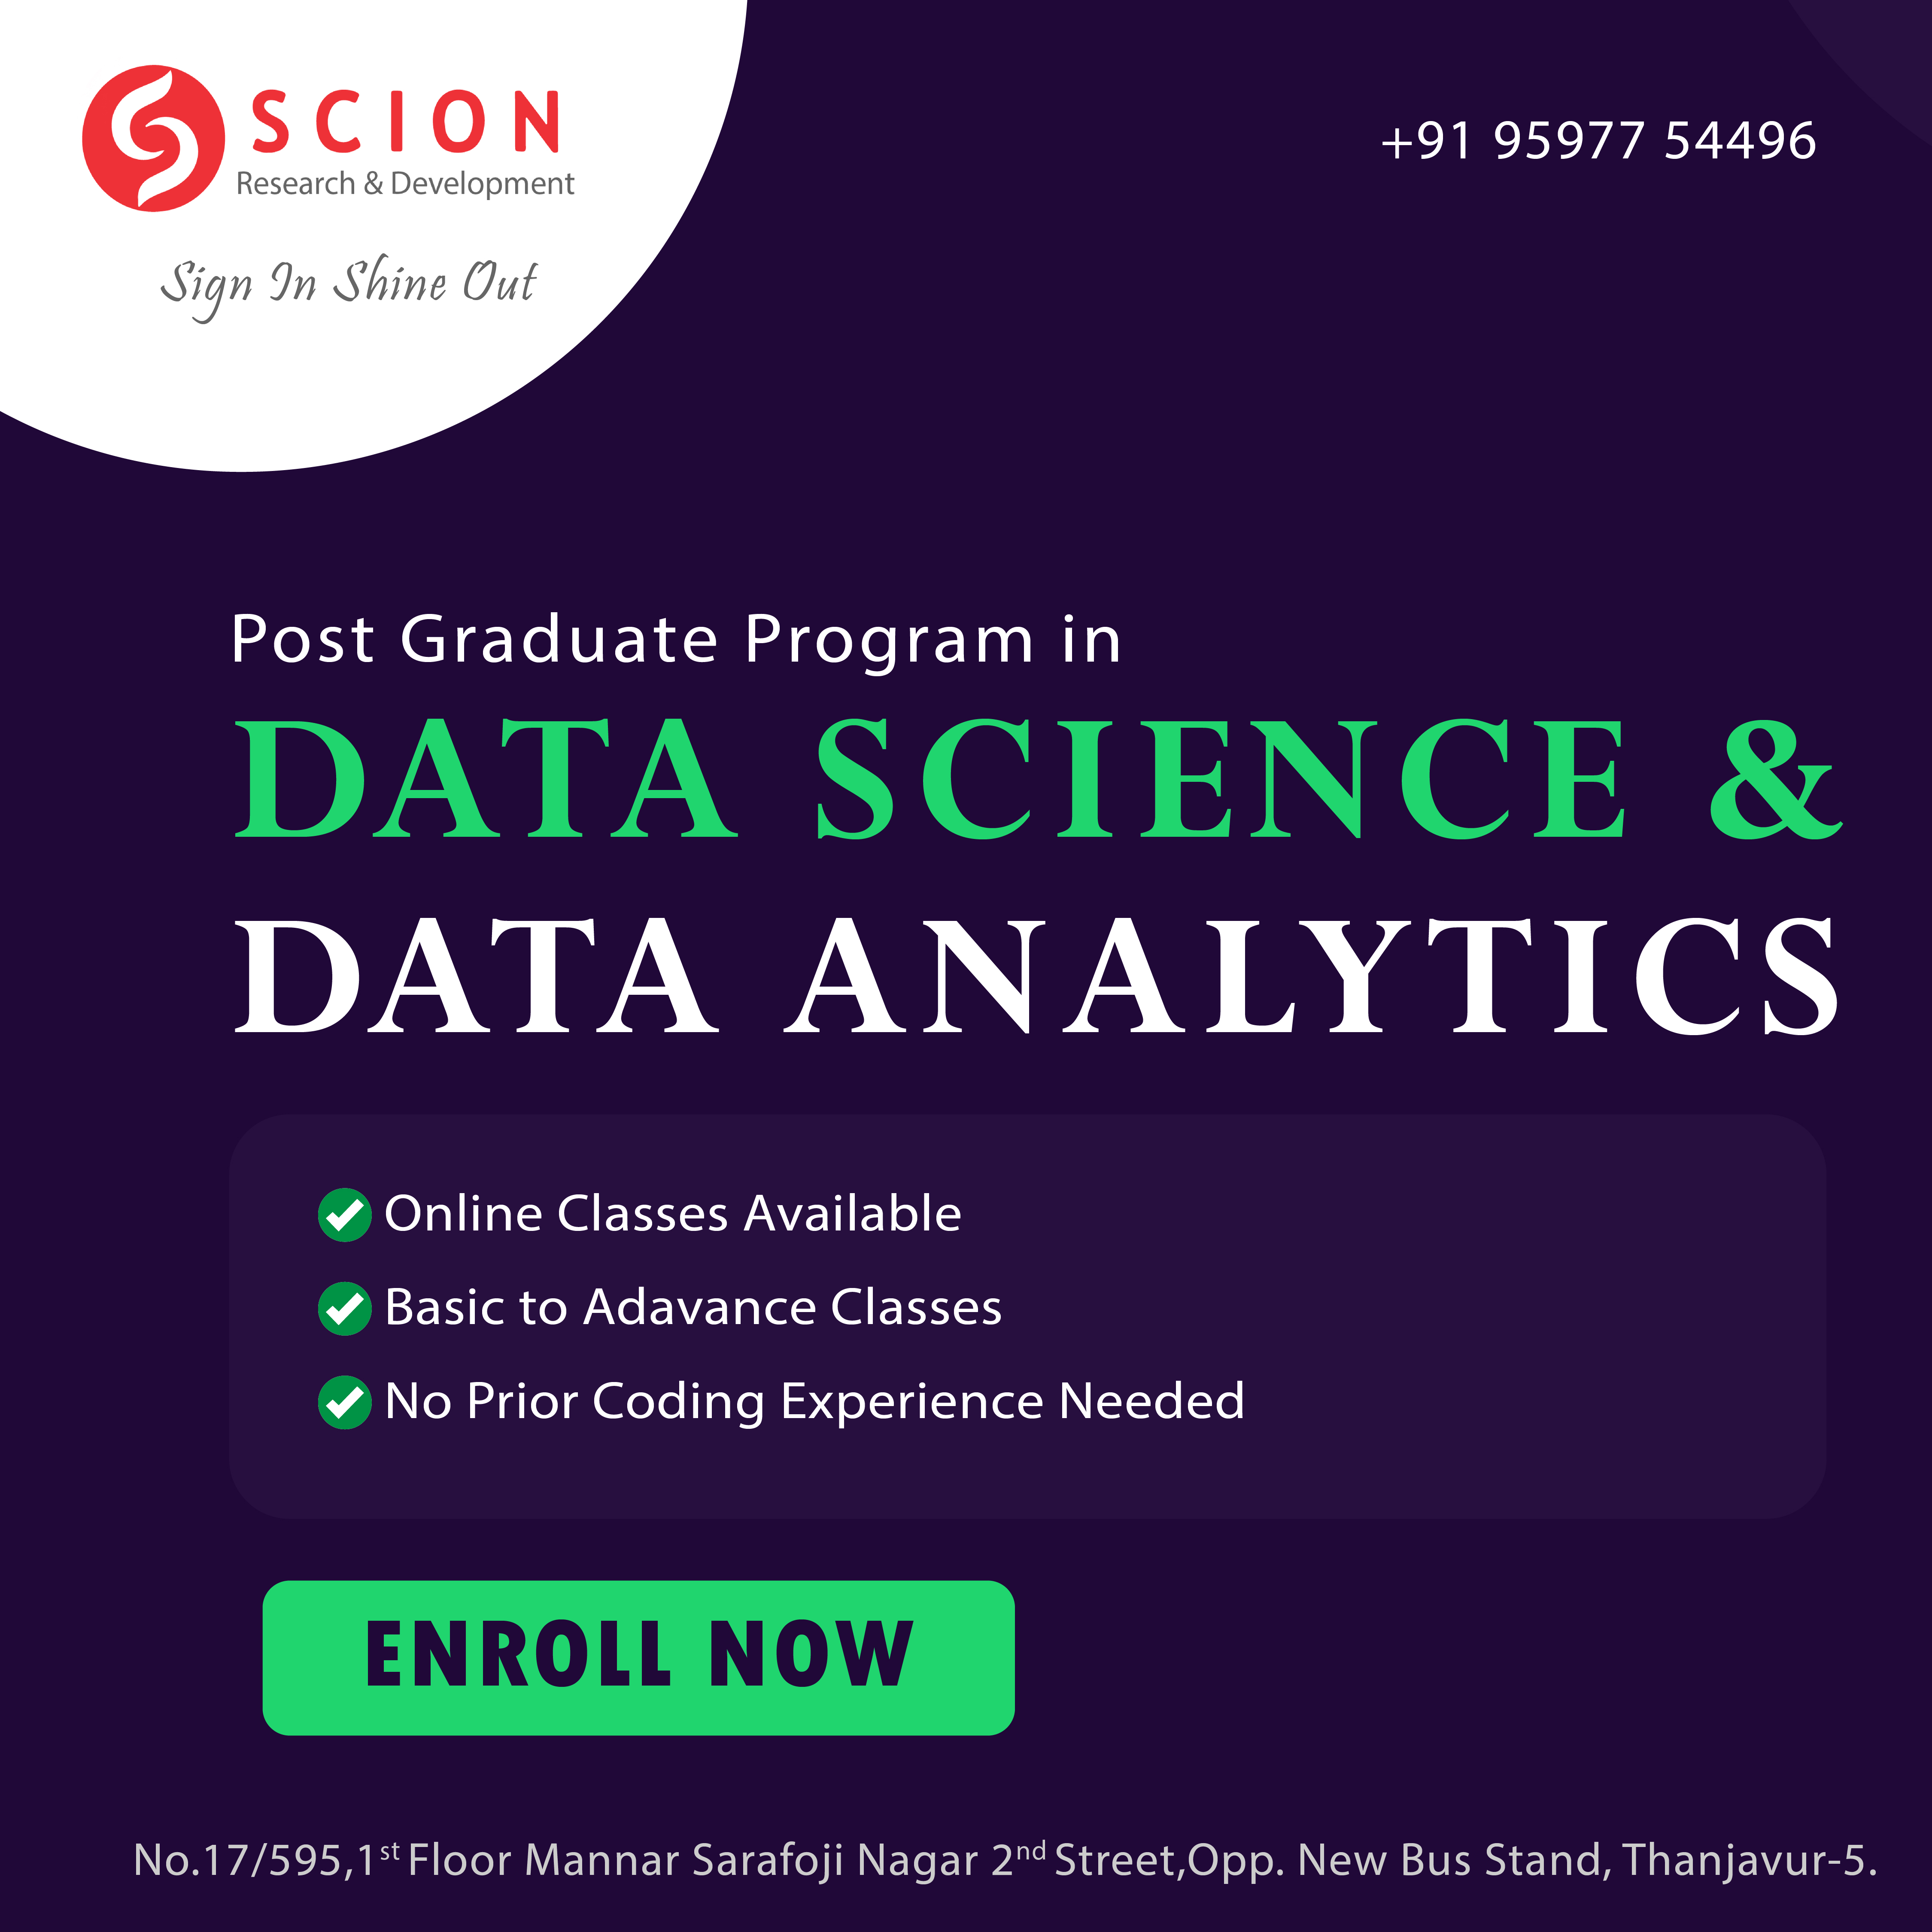 SCION
Research & Development
Sign In Shine Out
+91 95977 54496
Post Graduate Program in
DATA SCIENCE &
DATA ANALYTICS
Online Classes Available
Basic to Adavance Classes
No Prior Coding Experience Needed
ENROLL NOW
No.17/595,1st Floor Mannar Sarafoji Nagar 2nd Street,Opp. New Bus Stand, Thanjavur-5.